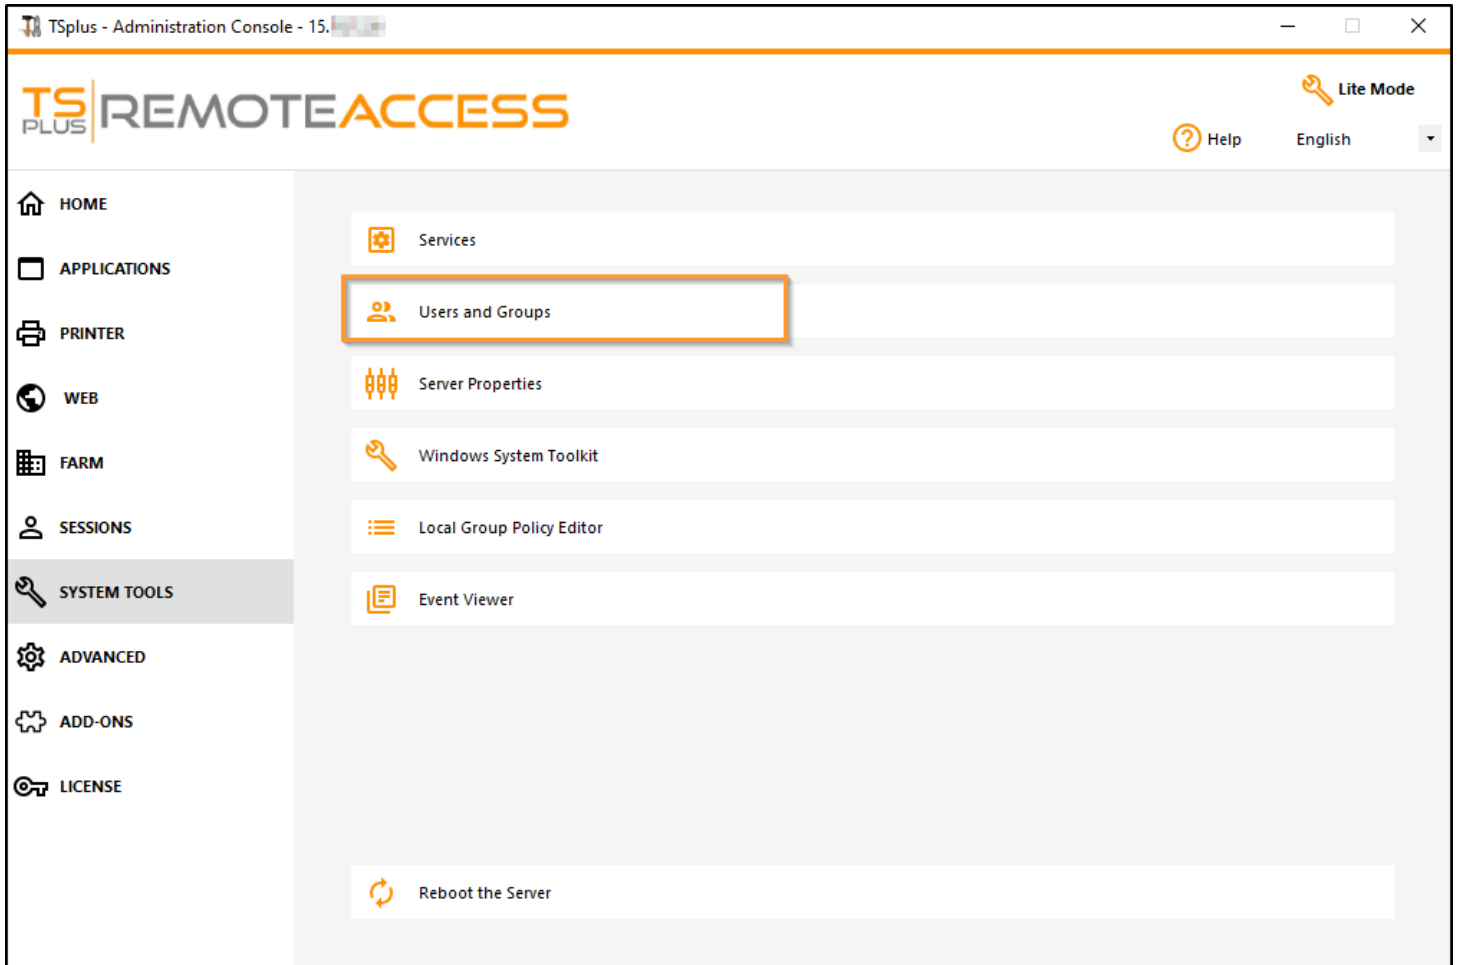 TSplus - Administration Console - 15.
TS PLUS REMOTEACCESS
Lite Mode
Help English
HOME
APPLICATIONS
PRINTER
WEB
FARM
SESSIONS
SYSTEM TOOLS
ADVANCED
ADD-ONS
LICENSE
Services
Users and Groups
Server Properties
Windows System Toolkit
Local Group Policy Editor
Event Viewer
Reboot the Server